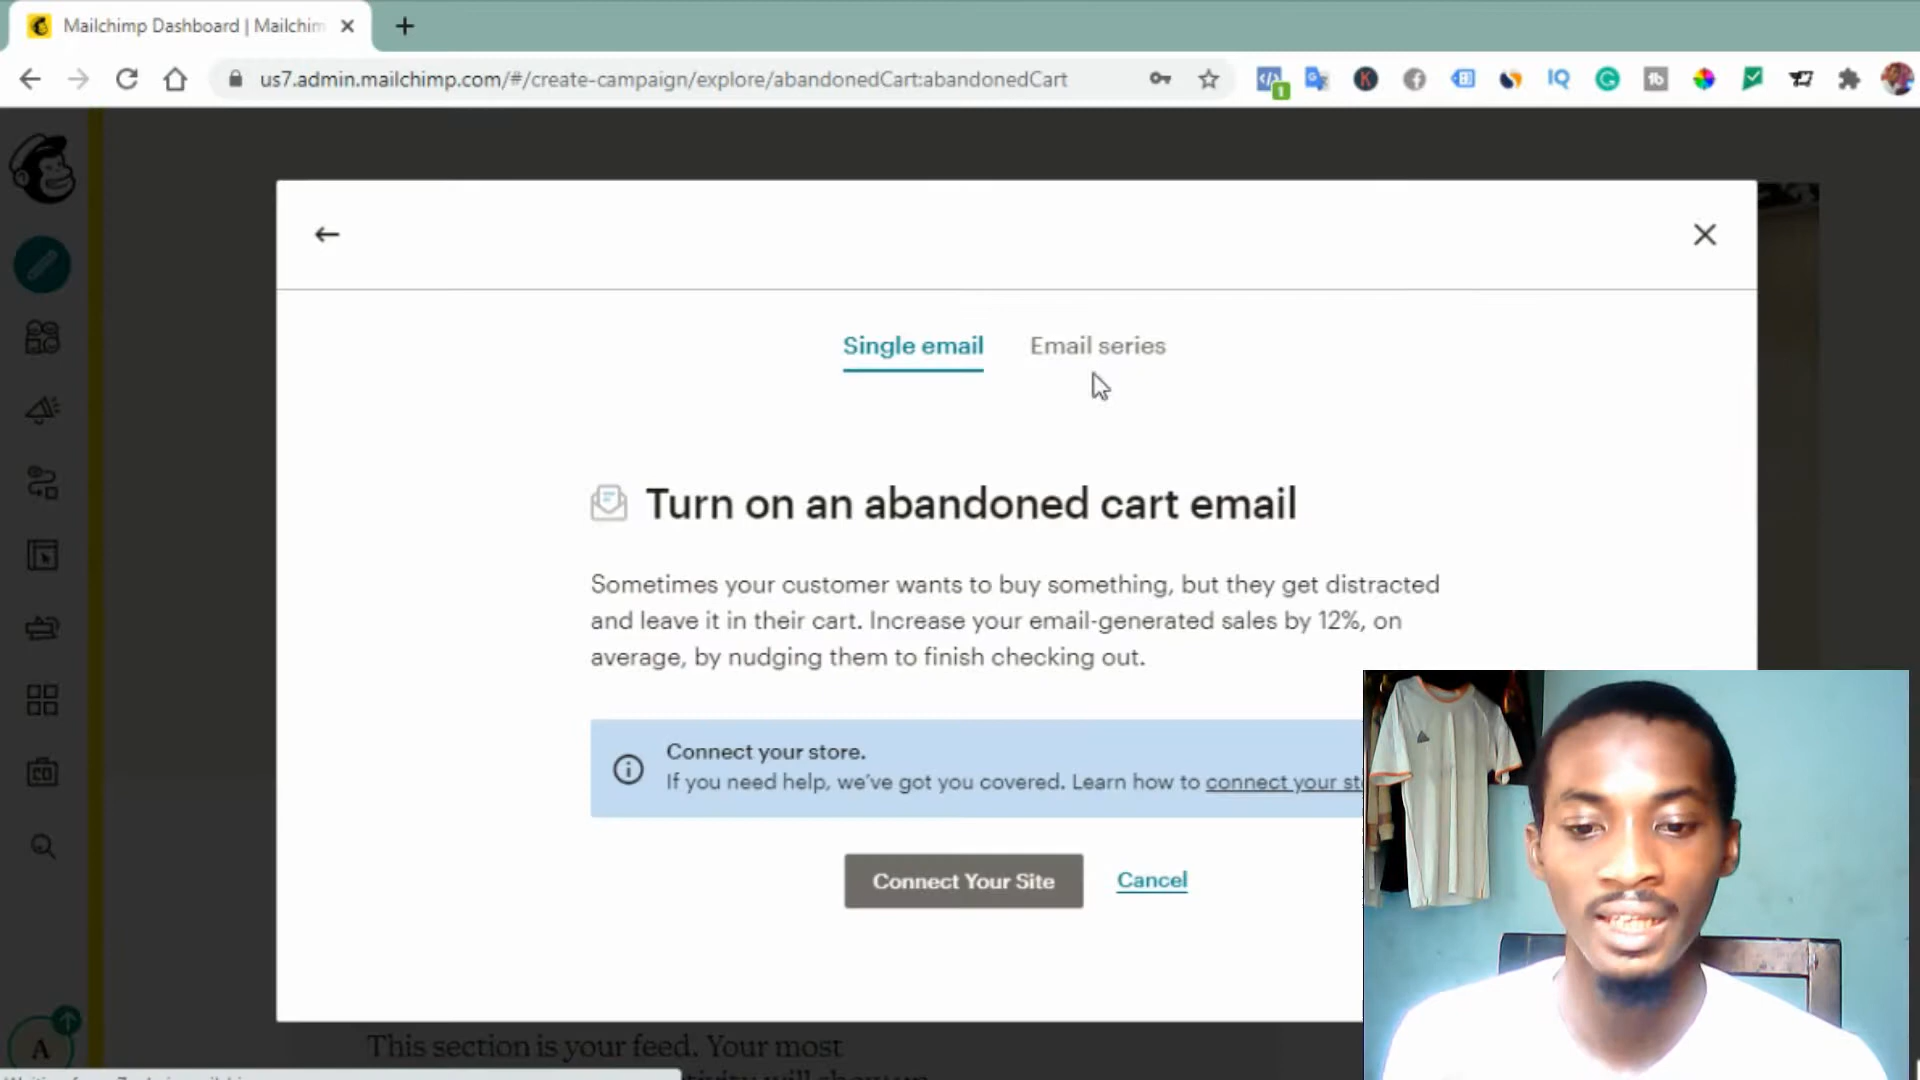 Mailchimp Dashboard | Mailchim
us7.admin.mailchimp.com/#/create-campaign/explore/abandonedCart:abandonedCart
1
Single email
Email series
Turn on an abandoned cart email
Sometimes your customer wants to buy something, but they get distracted
and leave it in their cart. Increase your email-generated sales by 12%, on
average, by nudging them to finish checking out.
Connect your store.
If you need help, we've got you covered. Learn how to connect your sto
Connect Your Site
Cancel
This section is your feed. Your most
A